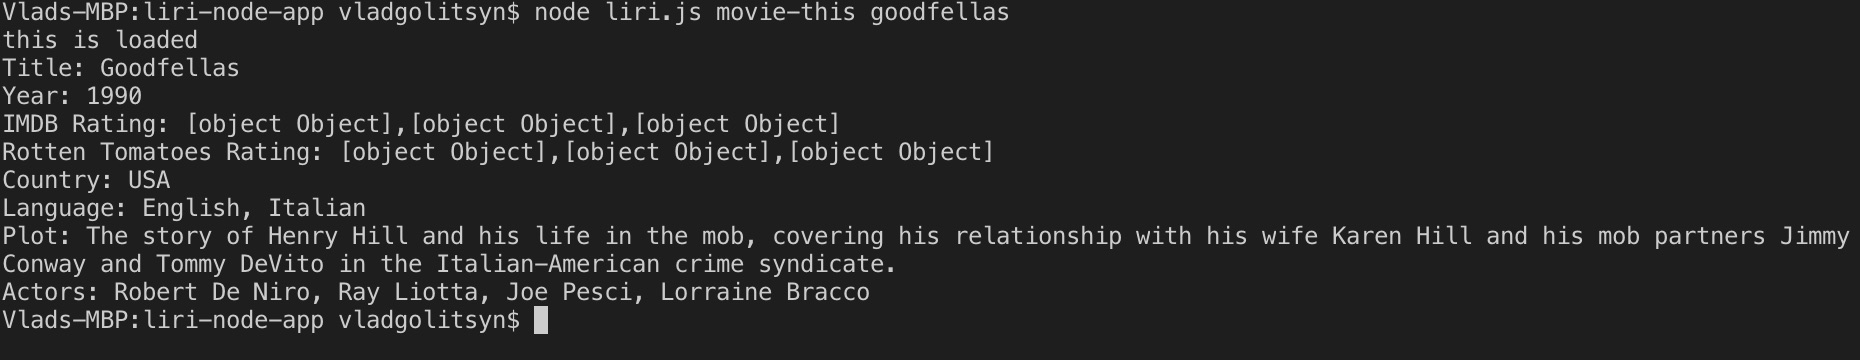 Vlads-MBP:liri-node-app vladgolitsyn$ node liri.js movie-this goodfellas
this is loaded
Title: Goodfellas
Year: 1990
IMDB Rating: [object Object],[object Object],[object Object]
Rotten Tomatoes Rating: [object Object],[object Object],[object Object]
Country: USA
Language: English, Italian
Plot: The story of Henry Hill and his life in the mob, covering his relationship with his wife Karen Hill and his mob partners Jimmy
Conway and Tommy DeVito in the Italian-American crime syndicate.
Actors: Robert De Niro, Ray Liotta, Joe Pesci, Lorraine Bracco
Vlads-MBP:liri-node-app vladgolitsyn$